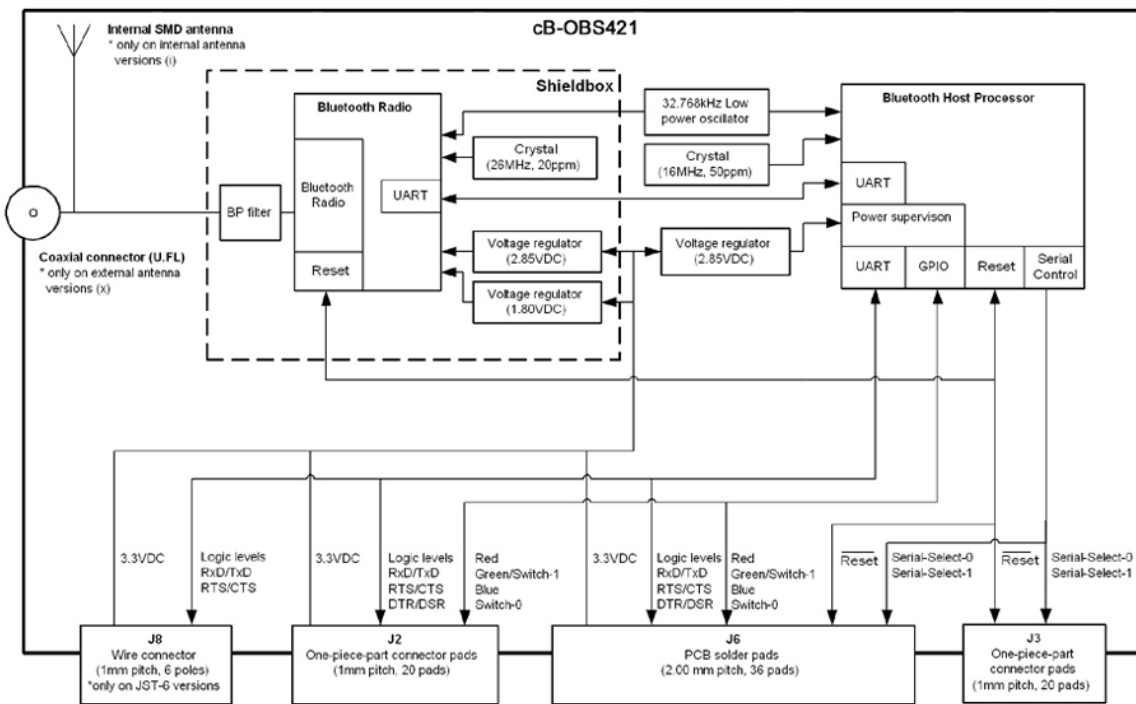 cB-OBS421
Internal SMD antenna
* only on internal antenna
versions (i)
Shieldbox
Bluetooth Radio
Bluetooth
Radio
UART
Reset
BP filter
Crystal
(26MHz, 20ppm)
Voltage regulator
(2.85VDC)
Voltage regulator
(1.80VDC)
32.768kHz Low
power oscillator
Crystal
(16MHz, 50ppm)
Voltage regulator
(2.85VDC)
Bluetooth Host Processor
UART
Power supervison
UART
GPIO
Reset
Serial
Control
Coaxial connector (U.FL)
* only on external antenna
versions (x)
3.3VDC
Logic levels
RxD/TxD
RTS/CTS
3.3VDC
Logic levels
RxD/TxD
RTS/CTS
DTR/DSR
Red
Green/Switch-1
Blue
Switch-0
3.3VDC
Logic levels
RxD/TxD
RTS/CTS
DTR/DSR
Red
Green/Switch-1
Blue
Switch-0
Reset
Serial-Select-0
Serial-Select-1
Reset
Serial-Select-0
Serial-Select-1
J8
Wire connector
(1mm pitch, 6 poles)
*only on JST-6 versions
J2
One-piece-part connector pads
(1mm pitch, 20 pads)
J6
PCB solder pads
(2.00 mm pitch, 36 pads)
J3
One-piece-part
connector pads
(1mm pitch, 20 pads)